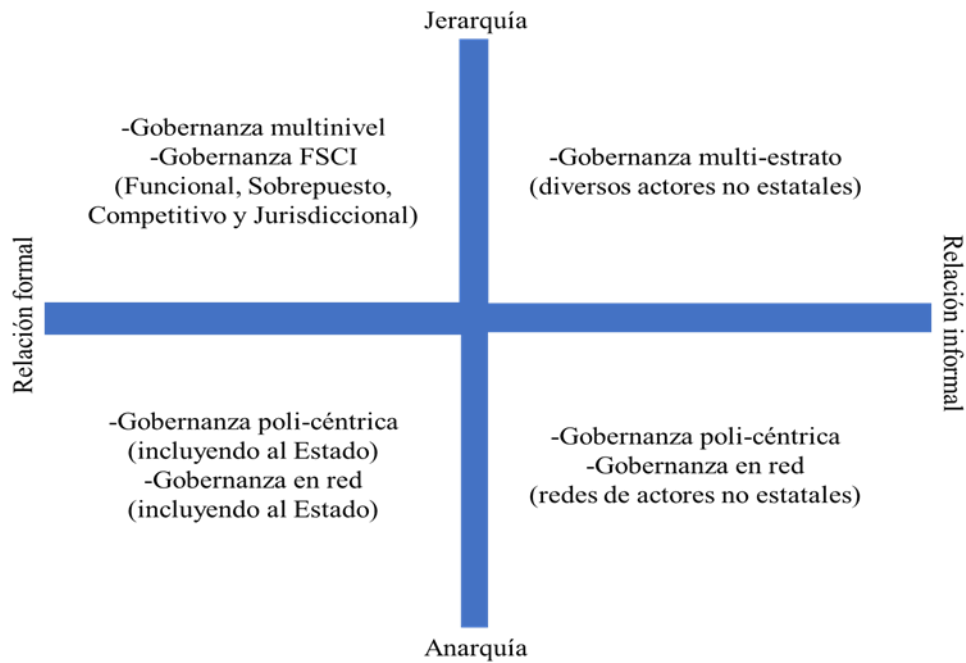 Jerarquía
-Gobernanza multinivel
-Gobernanza FSCI
(Funcional, Sobrepuesto,
Competitivo y Jurisdiccional)
-Gobernanza multi-estrato
(diversos actores no estatales)
Relación formal
Relación informal
-Gobernanza poli-céntrica
(incluyendo al Estado)
-Gobernanza en red
(incluyendo al Estado)
-Gobernanza poli-céntrica
-Gobernanza en red
(redes de actores no estatales)
Anarquía